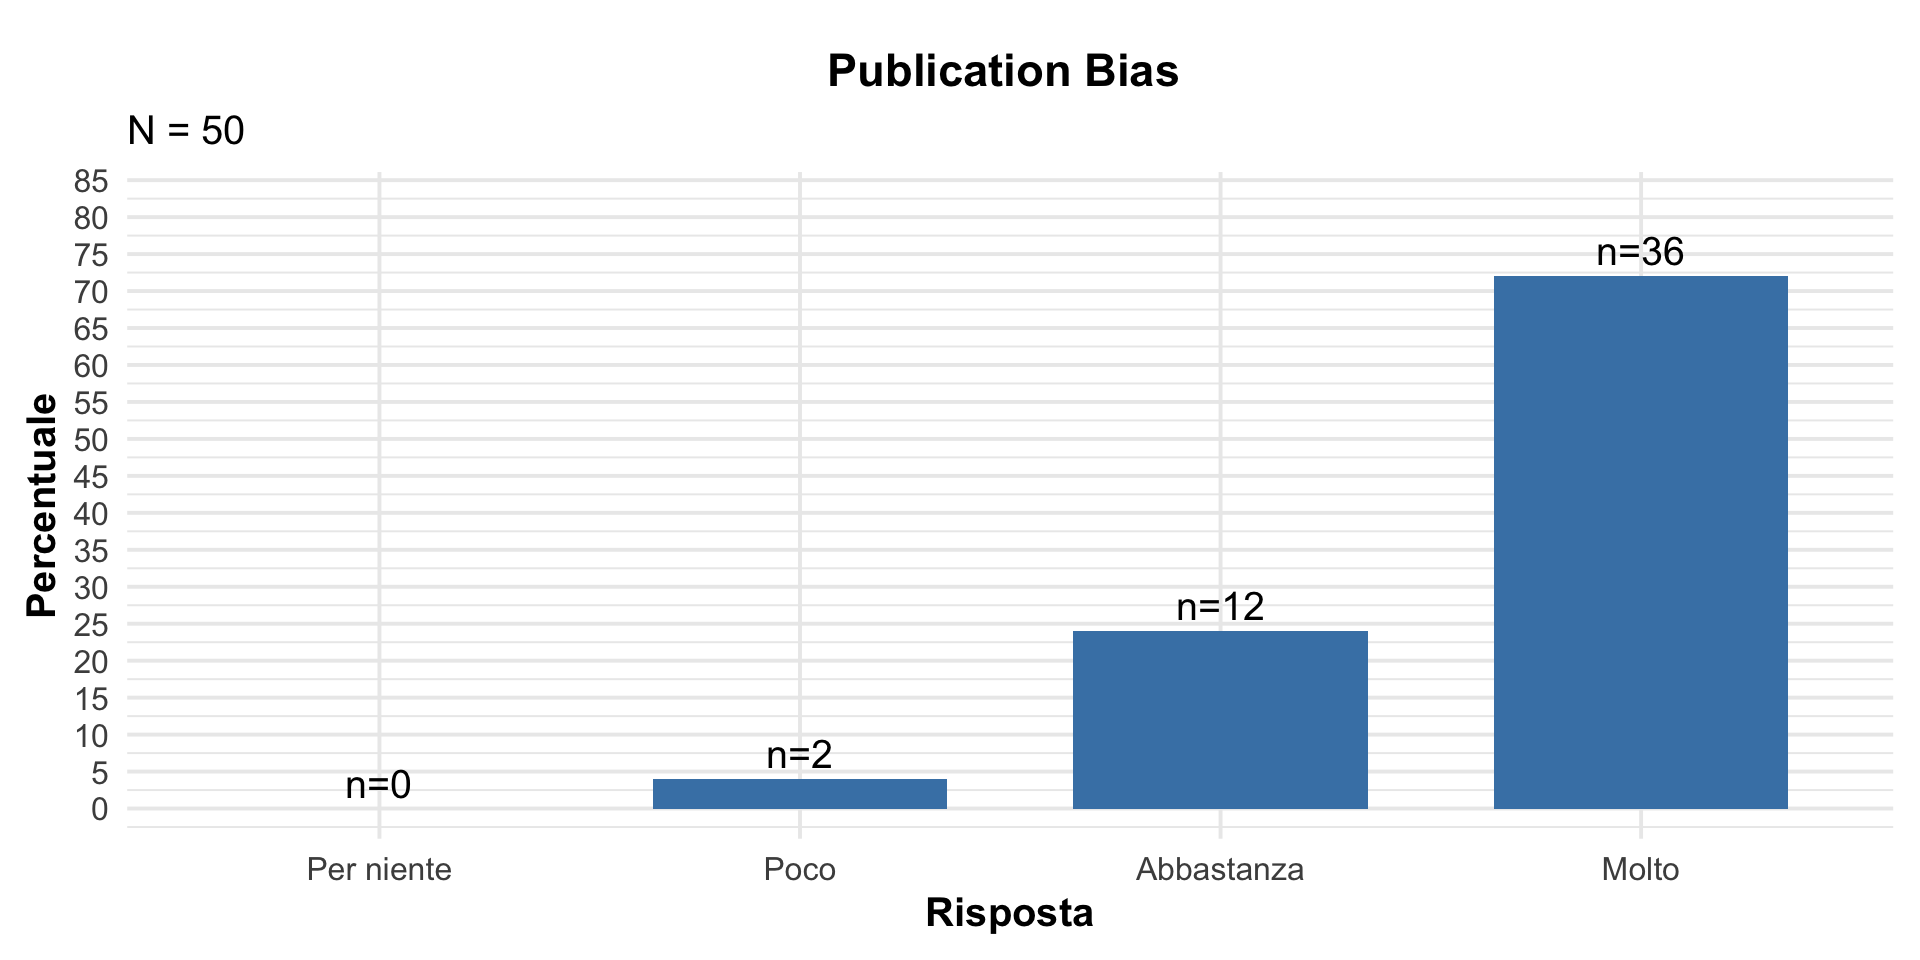 Publication Bias
N = 50
Percentuale
85
80
75
70
65
60
55
50
45
40
35
30
25
20
15
10
5
0
n=0
n=2
n=12
n=36
Per niente
Poco
Abbastanza
Molto
Risposta